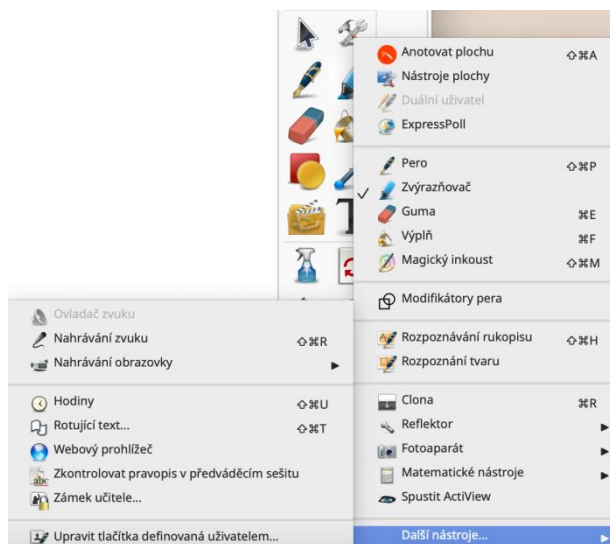 Anotovat plochu ⇧⌘A
Nástroje plochy
Duální uživatel
ExpressPoll
Pero ⇧⌘P
Zvýrazňovač
Guma ⌘E
Výplň ⌘F
Magický inkoust ⇧⌘M
Modifikátory pera
Rozpoznávání rukopisu ⇧⌘H
Rozpoznání tvaru
Clona ⌘R
Reflektor
Fotoaparát
Matematické nástroje
Spustit ActiView
Další nástroje...
Ovladač zvuku
Nahrávání zvuku ⇧⌘R
Nahrávání obrazovky
Hodiny ⇧⌘U
Rotující text... ⇧⌘T
Webový prohlížeč
Zkontrolovat pravopis v předváděcím sešitu
Zámek učitele...
Upravit tlačítka definovaná uživatelem...